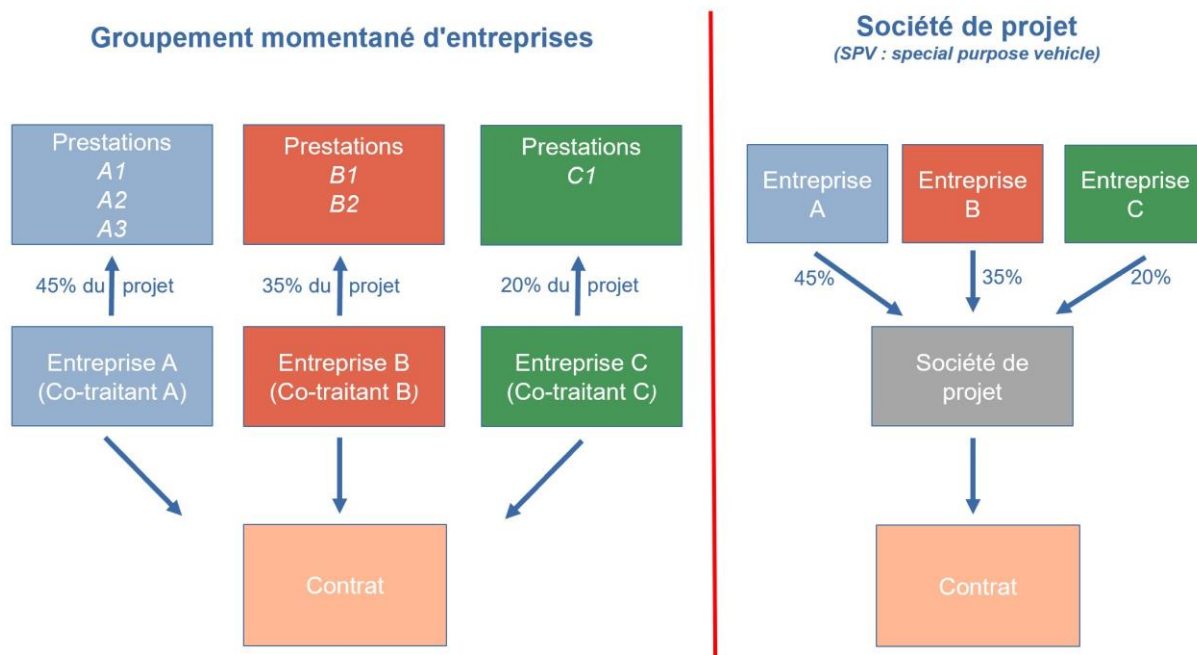 Groupement momentané d'entreprises
Prestations
A1
A2
A3
Prestations
B1
B2
Prestations
C1
45% du projet
35% du projet
20% du projet
Entreprise A
(Co-traitant A)
Entreprise B
(Co-traitant B)
Entreprise C
(Co-traitant C)
Contrat
Société de projet
(SPV : special purpose vehicle)
Entreprise
A
Entreprise
B
Entreprise
C
45%
35%
20%
Société de
projet
Contrat